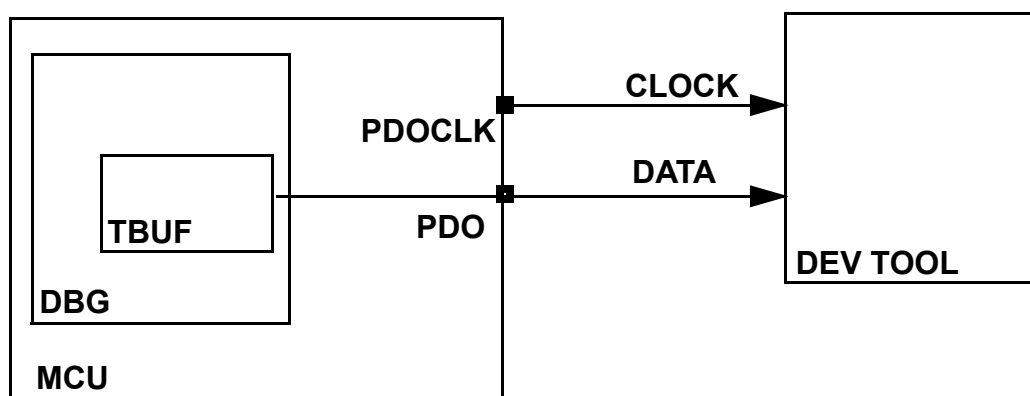 CLOCK
PDOCLK
DATA
PDO
TBUF
DEV TOOL
DBG
MCU